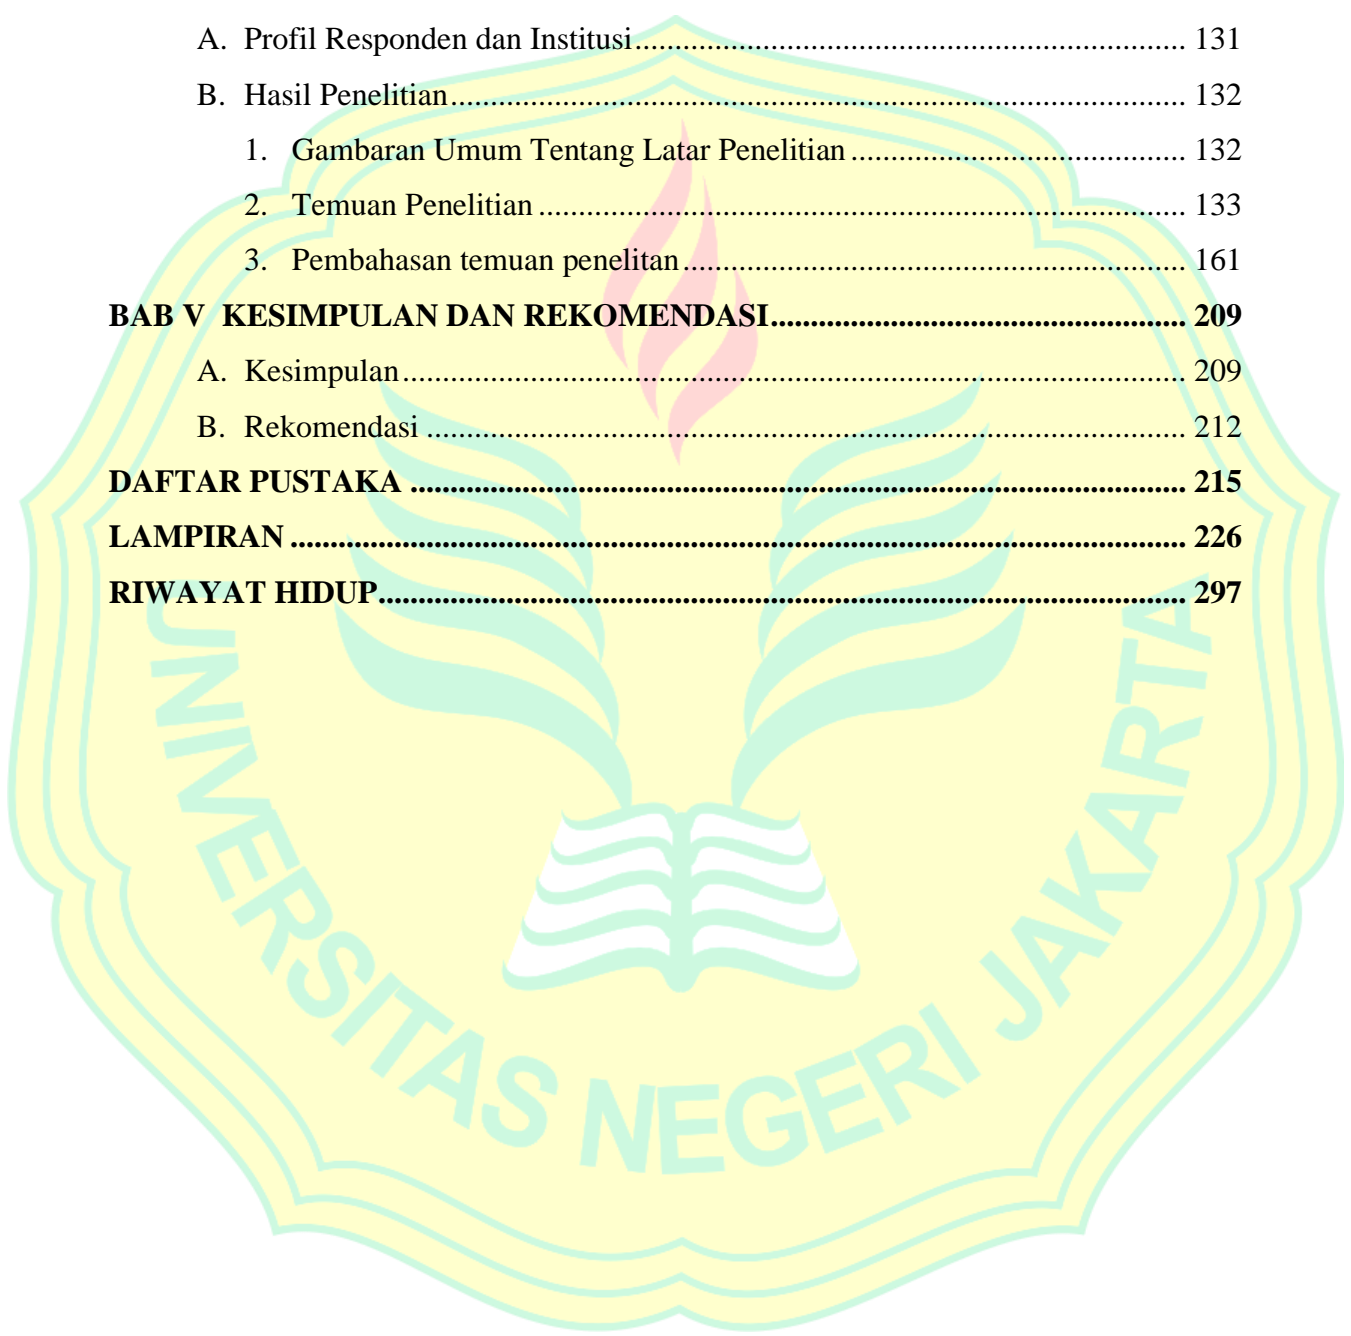 A. Profil Responden dan Institusi.................................................................... 131
B. Hasil Penelitian........................................................................................... 132
1. Gambaran Umum Tentang Latar Penelitian ......................................... 132
2. Temuan Penelitian ................................................................................ 133
3. Pembahasan temuan penelitan.............................................................. 161
BAB V KESIMPULAN DAN REKOMENDASI.................................................... 209
A. Kesimpulan................................................................................................. 209
B. Rekomendasi .............................................................................................. 212
DAFTAR PUSTAKA ................................................................................................ 215
LAMPIRAN ............................................................................................................... 226
RIWAYAT HIDUP.................................................................................................... 297
UNIVERSITAS NEGERI JAKARTA